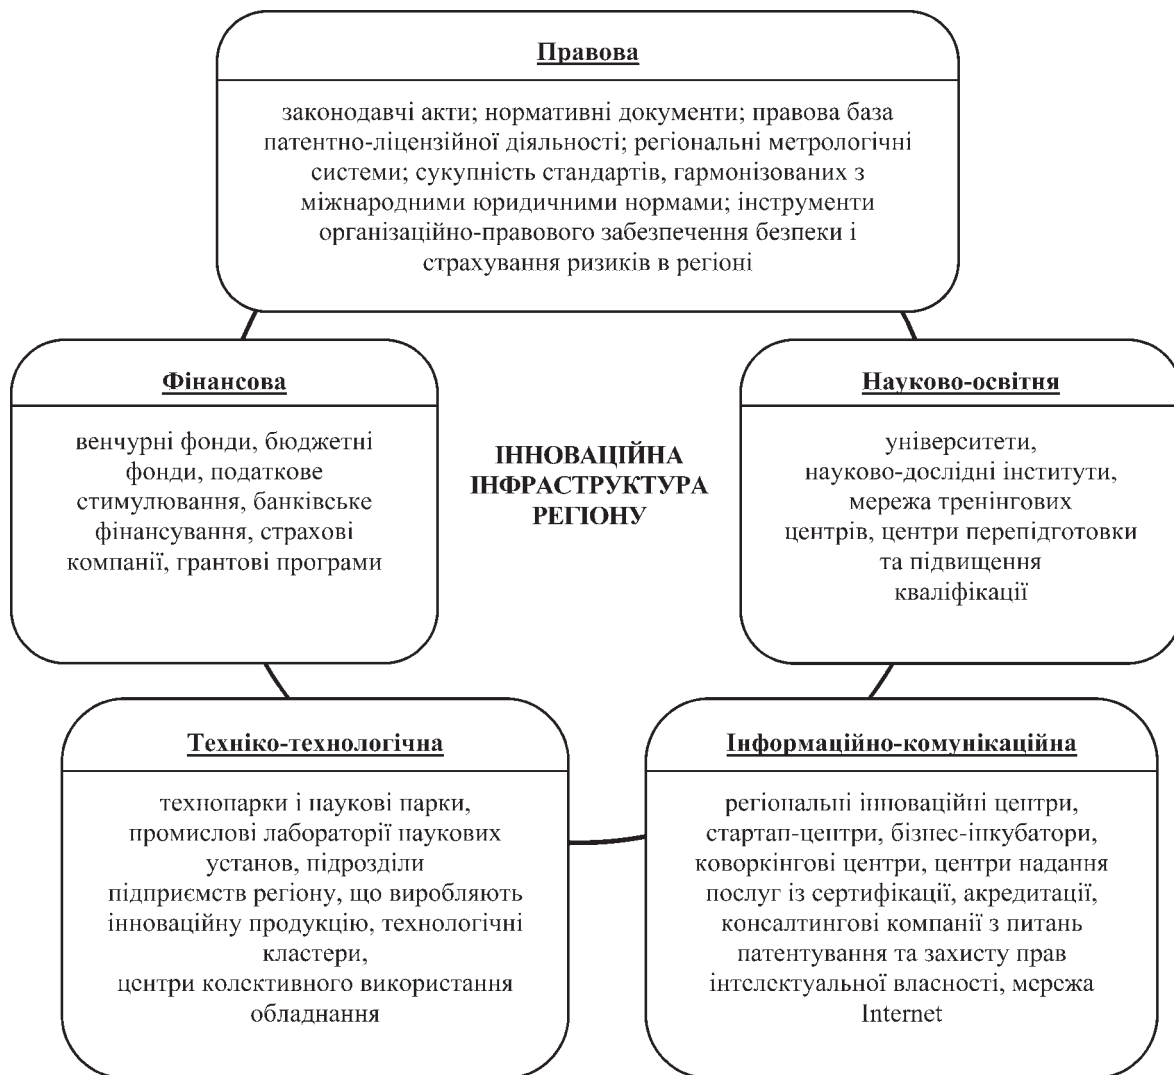 Правова
законодавчі акти; нормативні документи; правова база
патентно-ліцензійної діяльності; регіональні метрологічні
системи; сукупність стандартів, гармонізованих з
міжнародними юридичними нормами; інструменти
організаційно-правового забезпечення безпеки і
страхування ризиків в регіоні
Фінансова
венчурні фонди, бюджетні
фонди, податкове
стимулювання, банківське
фінансування, страхові
компанії, грантові програми
ІННОВАЦІЙНА
ІНФРАСТРУКТУРА
РЕГІОНУ
Науково-освітня
університети,
науково-дослідні інститути,
мережа тренінгових
центрів, центри перепідготовки
та підвищення
кваліфікації
Техніко-технологічна
технопарки і наукові парки,
промислові лабораторії наукових
установ, підрозділи
підприємств регіону, що виробляють
інноваційну продукцію, технологічні
кластери,
центри колективного використання
обладнання
Інформаційно-комунікаційна
регіональні інноваційні центри,
стартап-центри, бізнес-інкубатори,
коворкінгові центри, центри надання
послуг із сертифікації, акредитації,
консалтингові компанії з питань
патентування та захисту прав
інтелектуальної власності, мережа
Internet